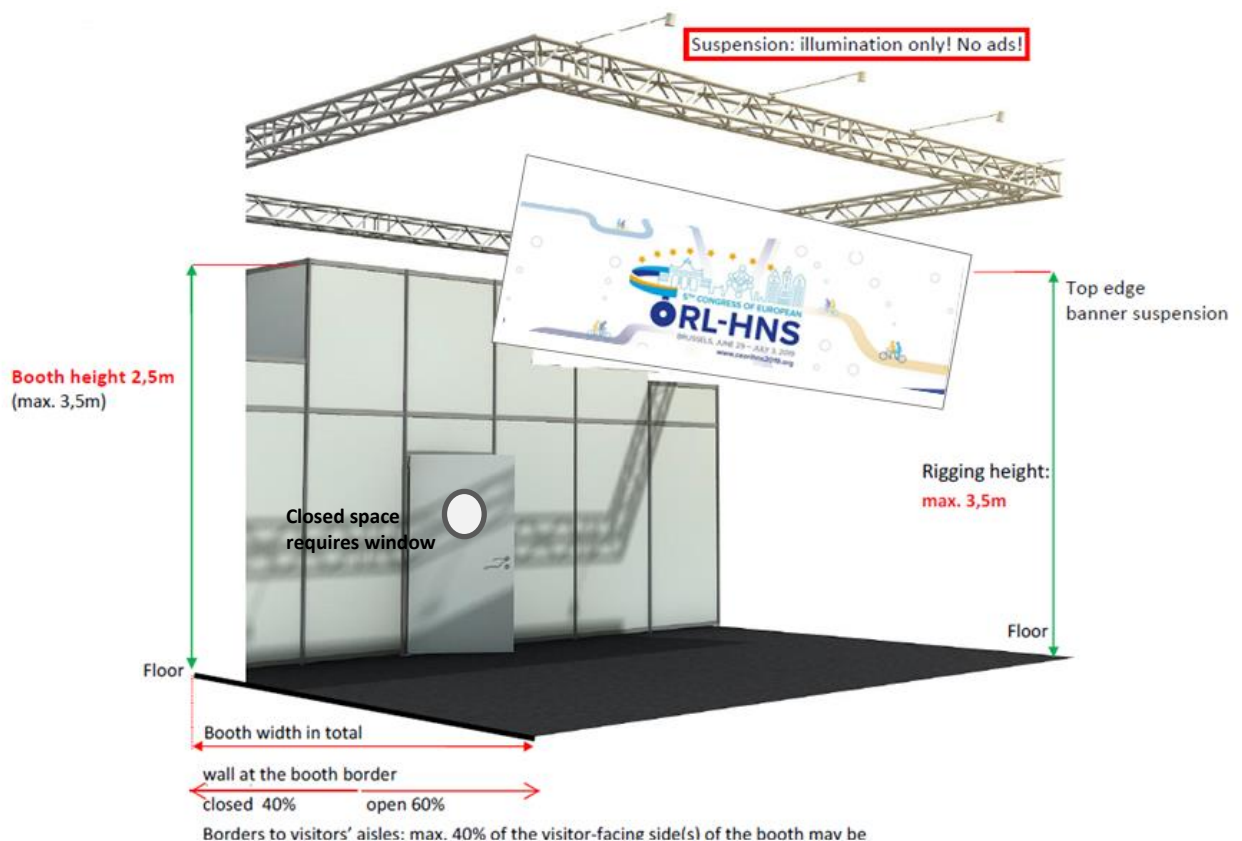 Suspension: illumination only! No ads!
5TH CONGRESS OF EUROPEAN
ORL-HNS
BRUSSELS, JUNE 29 – JULY 3, 2019
www.ceorlhns2019.org
Top edge
banner suspension
Booth height 2,5m
(max. 3,5m)
Rigging height:
max. 3,5m
Closed space
requires window
Floor
Floor
Booth width in total
wall at the booth border
closed 40%
open 60%
Borders to visitors' aisles: max. 40% of the visitor-facing side(s) of the booth may be